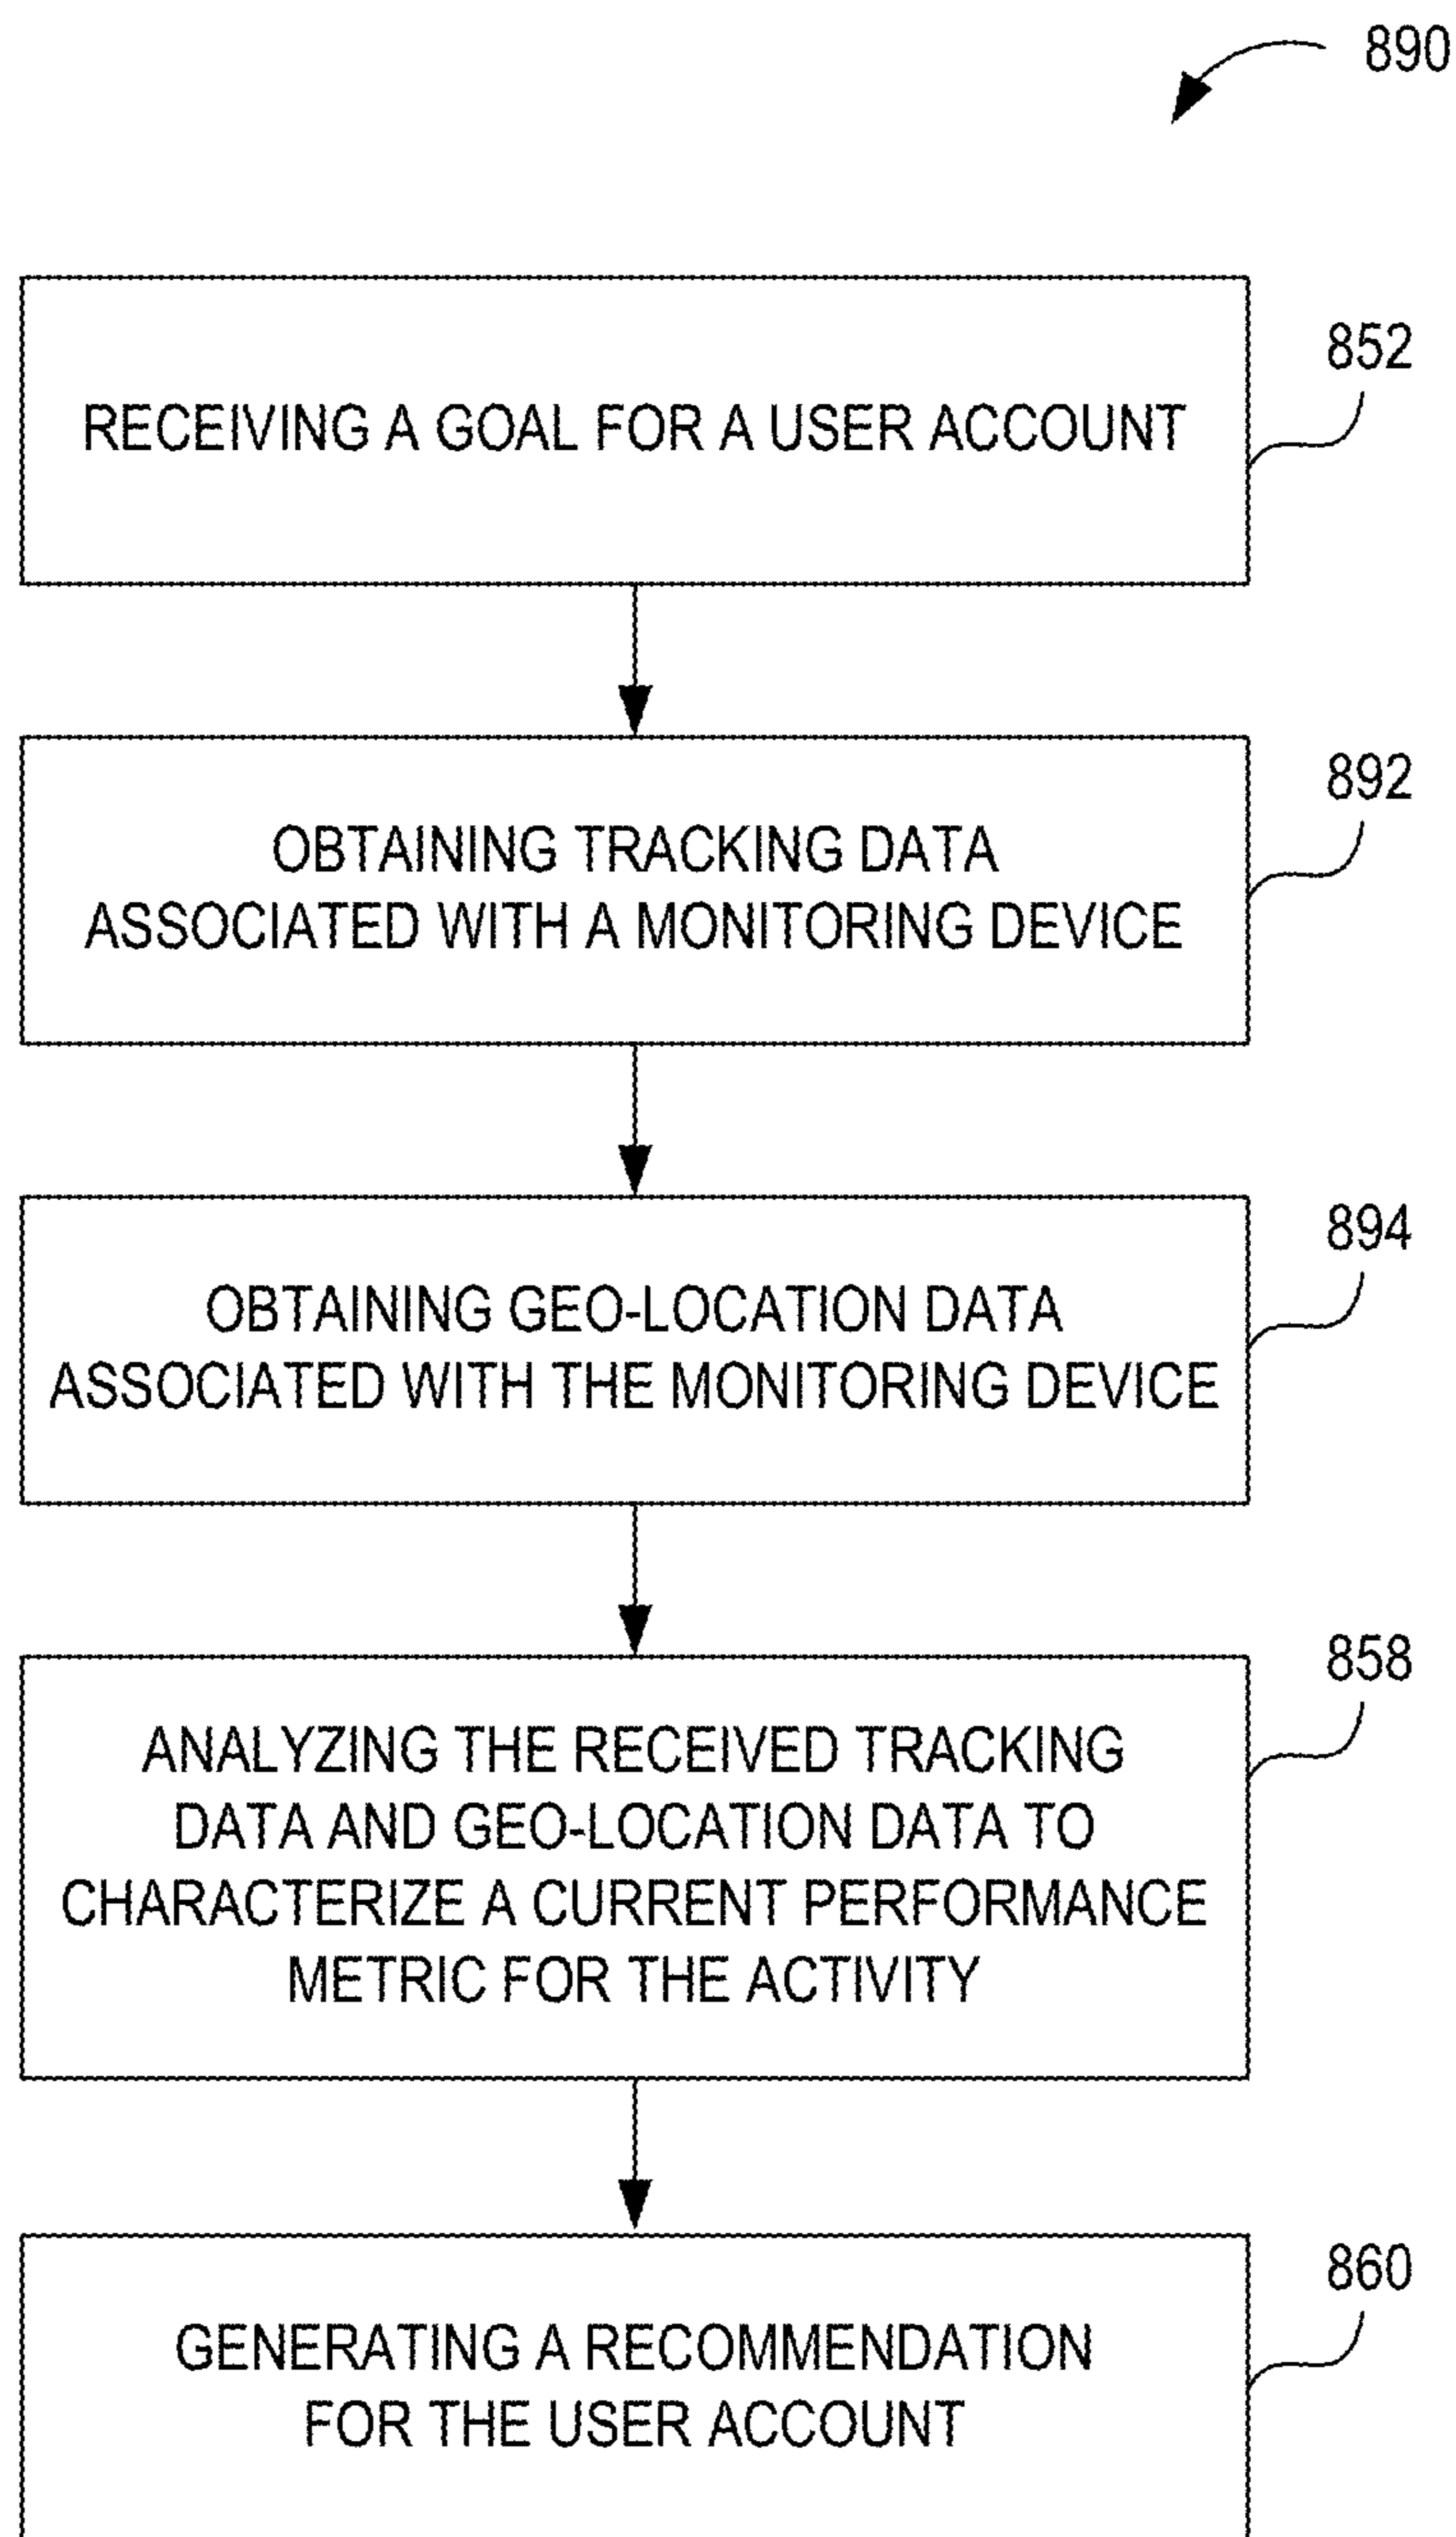 890
852
RECEIVING A GOAL FOR A USER ACCOUNT
892
OBTAINING TRACKING DATA
ASSOCIATED WITH A MONITORING DEVICE
894
OBTAINING GEO-LOCATION DATA
ASSOCIATED WITH THE MONITORING DEVICE
858
ANALYZING THE RECEIVED TRACKING
DATA AND GEO-LOCATION DATA TO
CHARACTERIZE A CURRENT PERFORMANCE
METRIC FOR THE ACTIVITY
860
GENERATING A RECOMMENDATION
FOR THE USER ACCOUNT